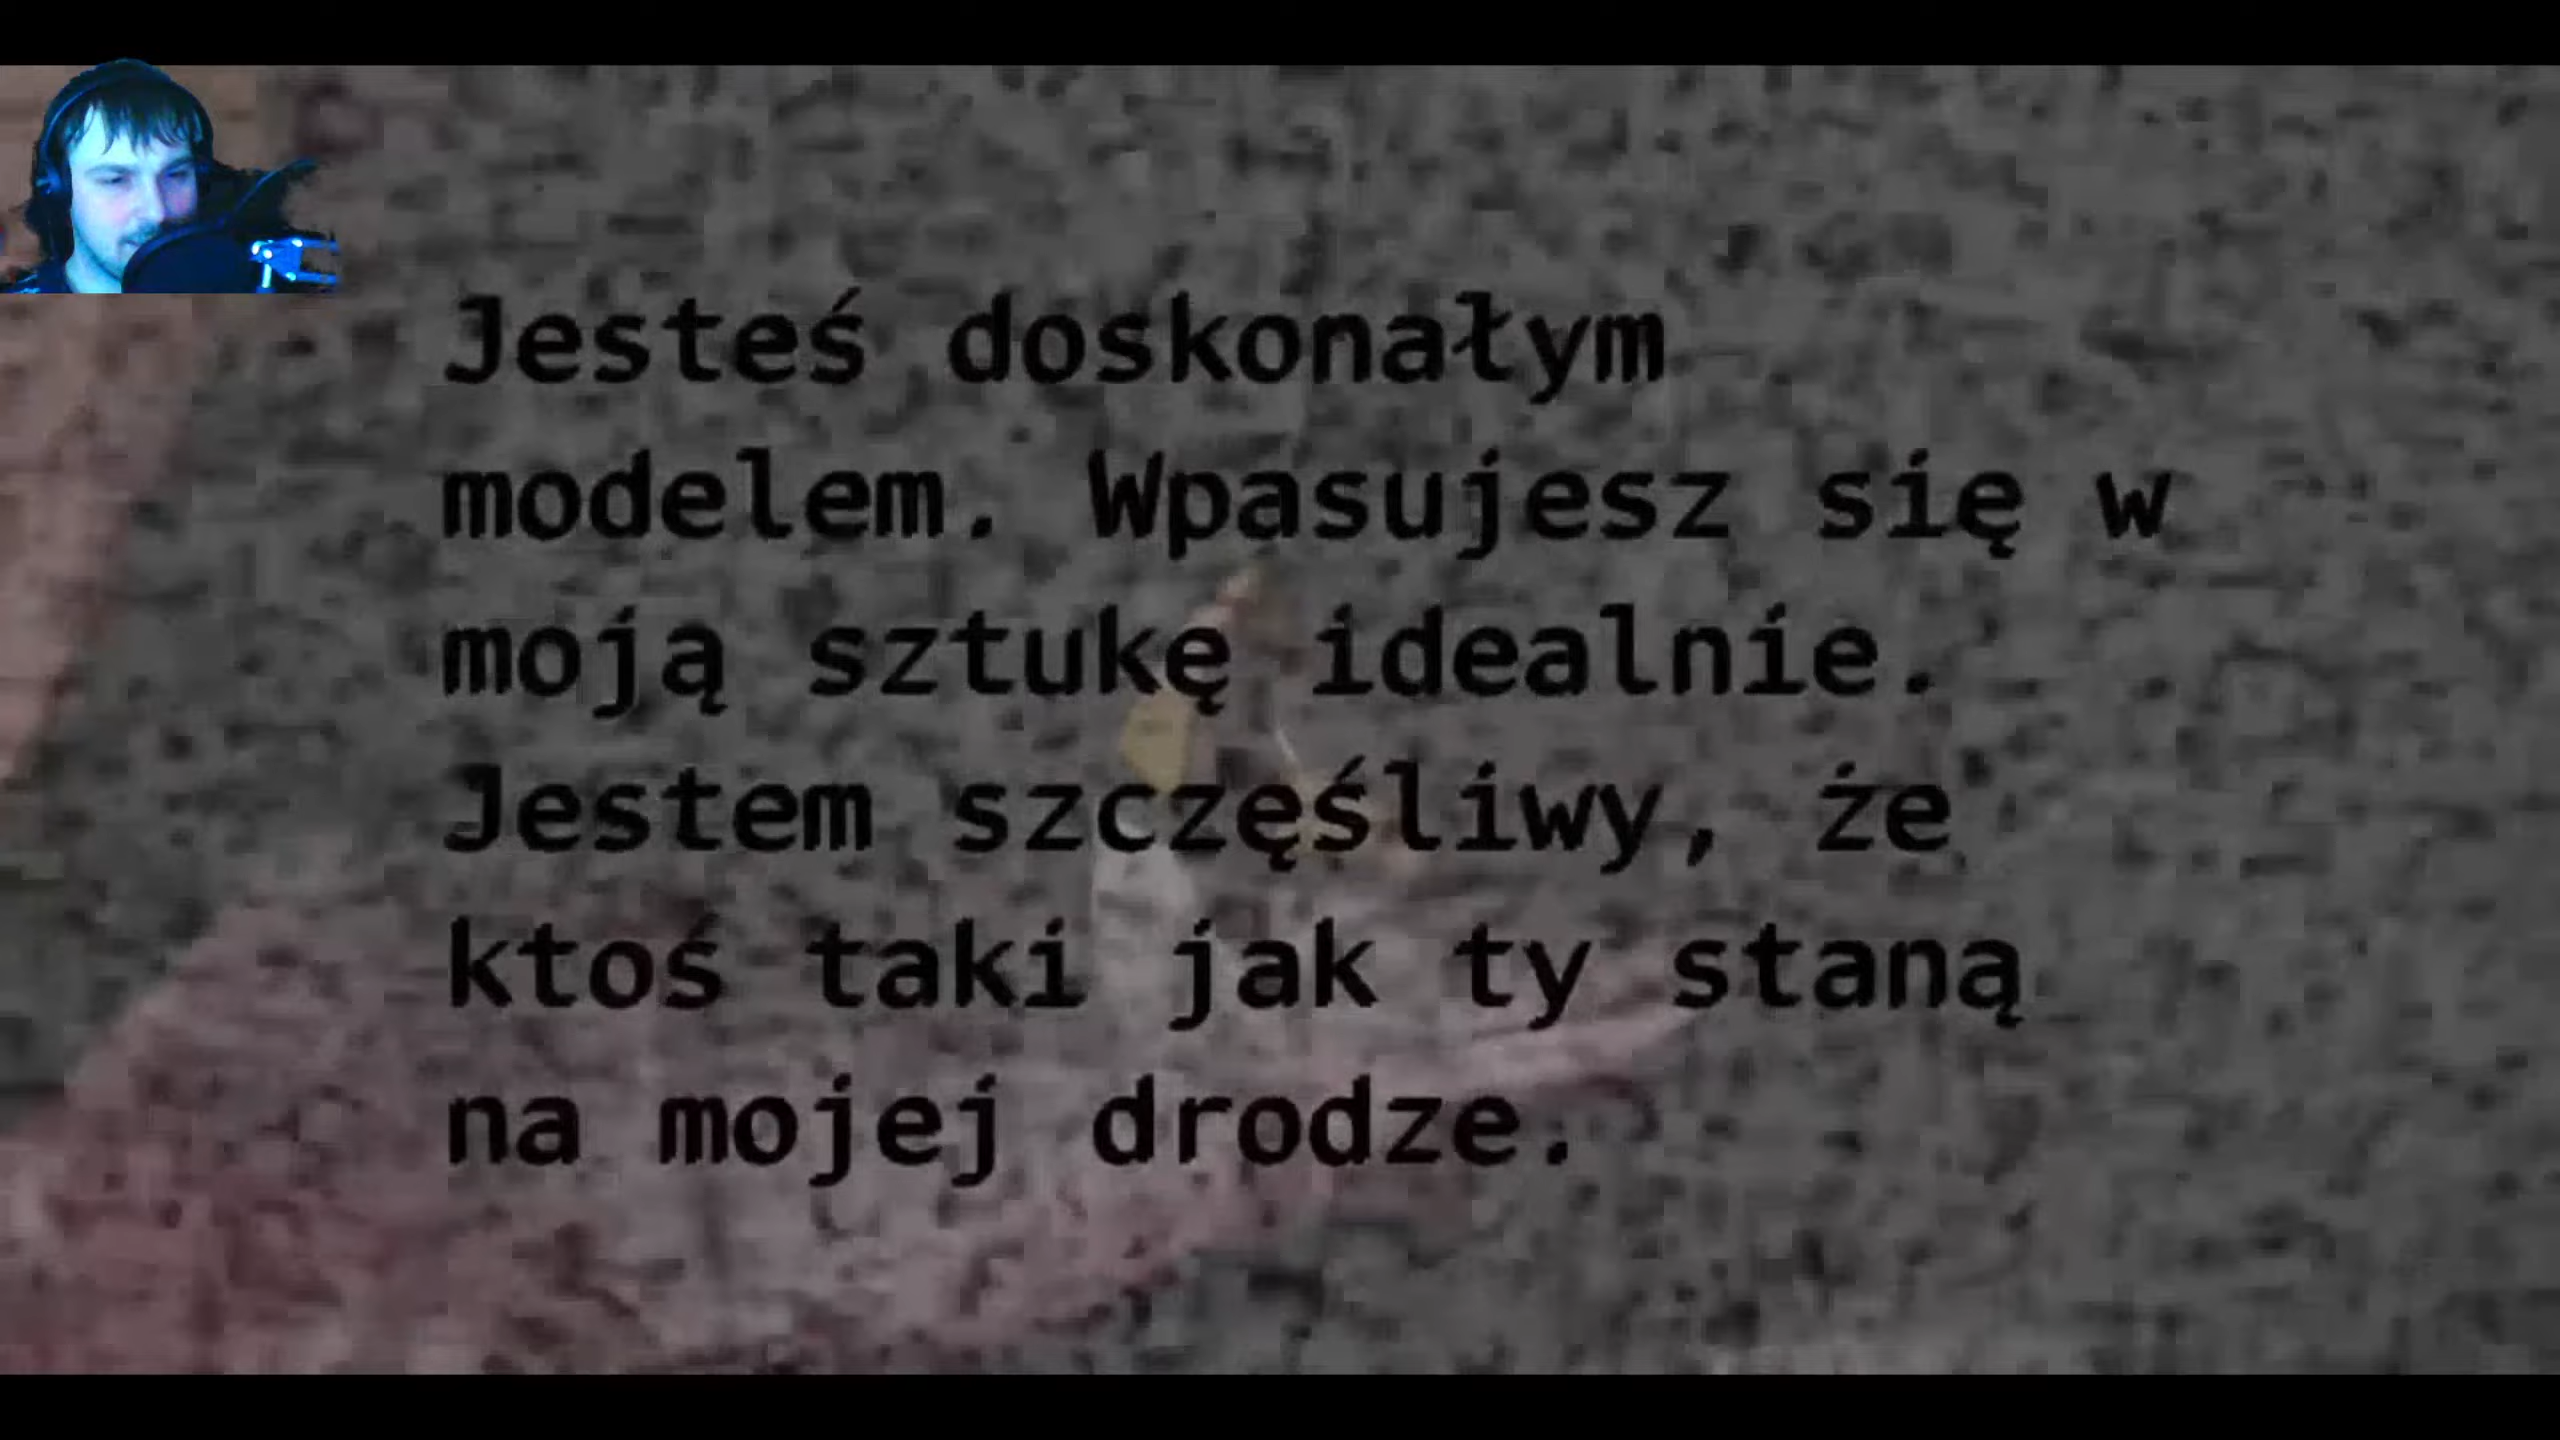 Jesteś doskonałym
modelem. Wpasujesz się w
moją sztukę idealnie.
Jestem szczęśliwy, że
ktoś taki jak ty staną
na mojej drodze.